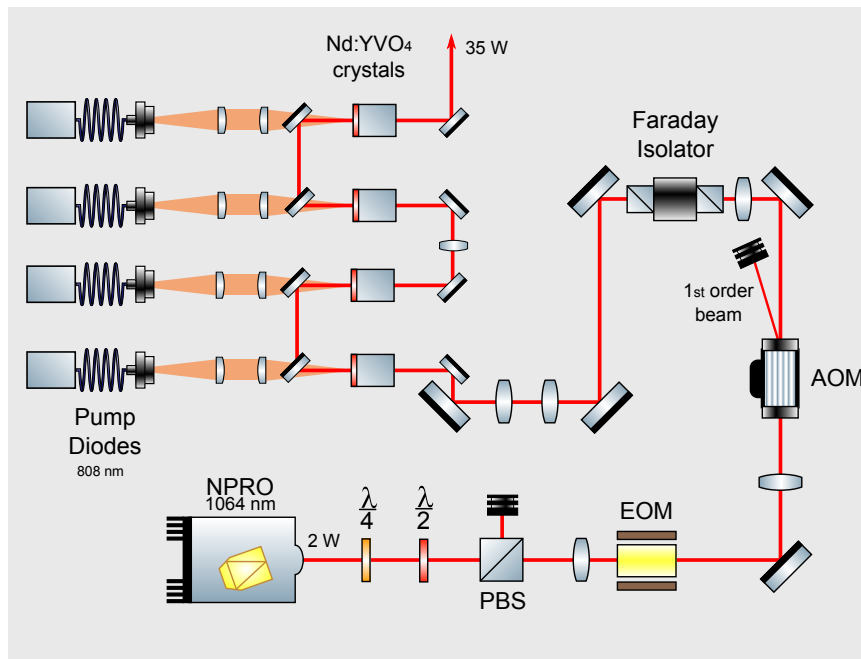 Nd:YVO4
crystals
35 W
Faraday
Isolator
1st order
beam
AOM
Pump
Diodes
808 nm
NPRO
1064 nm
2 W
λ
4
λ
2
PBS
EOM